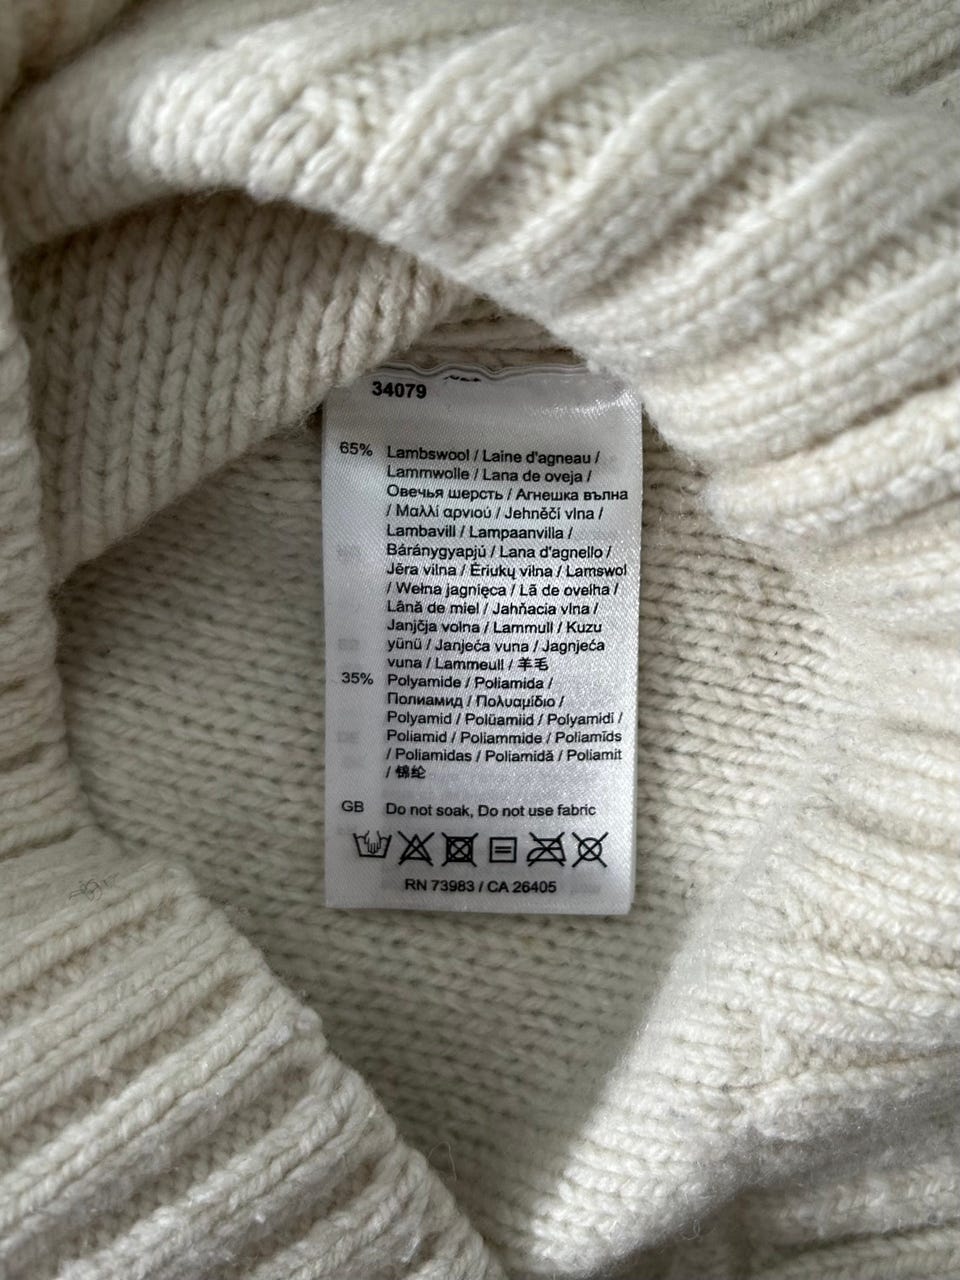 34079
65% Lambswool / Laine d'agneau /
Lammwolle / Lana de oveja /
Овечья шерсть / Агнешка вълна
/ Μαλλί αρνιού / Jehněčí vlna /
Lambavill / Lampaanvilla /
Báránygyapjú / Lana d'agnello /
Jēra vilna / Ėriukų vilna / Lamswol
/ Wełna jagnięca / Lã de ovelha /
Lână de miel / Jahňacia vlna /
Janjčja volna / Lammull / Kuzu
yünü / Janjeća vuna / Jagnjeća
vuna / Lammeull / 羊毛
35% Polyamide / Poliamida /
Полиамид / Πολυαμίδιο /
Polyamid / Polüamiid / Polyamidi /
Poliamid / Poliammide / Poliamīds
/ Poliamidas / Poliamidă / Poliamit
/ 锦纶
GB Do not soak, Do not use fabric
RN 73983 / CA 26405